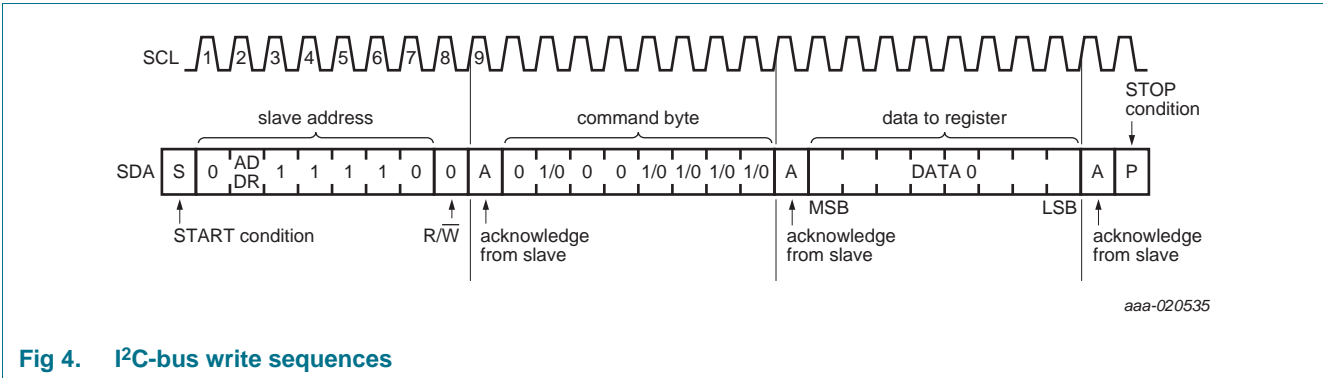 SCL 1 2 3 4 5 6 7 8 9
STOP
condition
slave address command byte data to register
SDA S 0 AD DR 1 1 1 1 0 0 A 0 1/0 0 0 1/0 1/0 1/0 1/0 A DATA 0 A P
MSB LSB
START condition R/W̅ acknowledge from slave acknowledge from slave acknowledge from slave
aaa-020535
Fig 4. I²C-bus write sequences